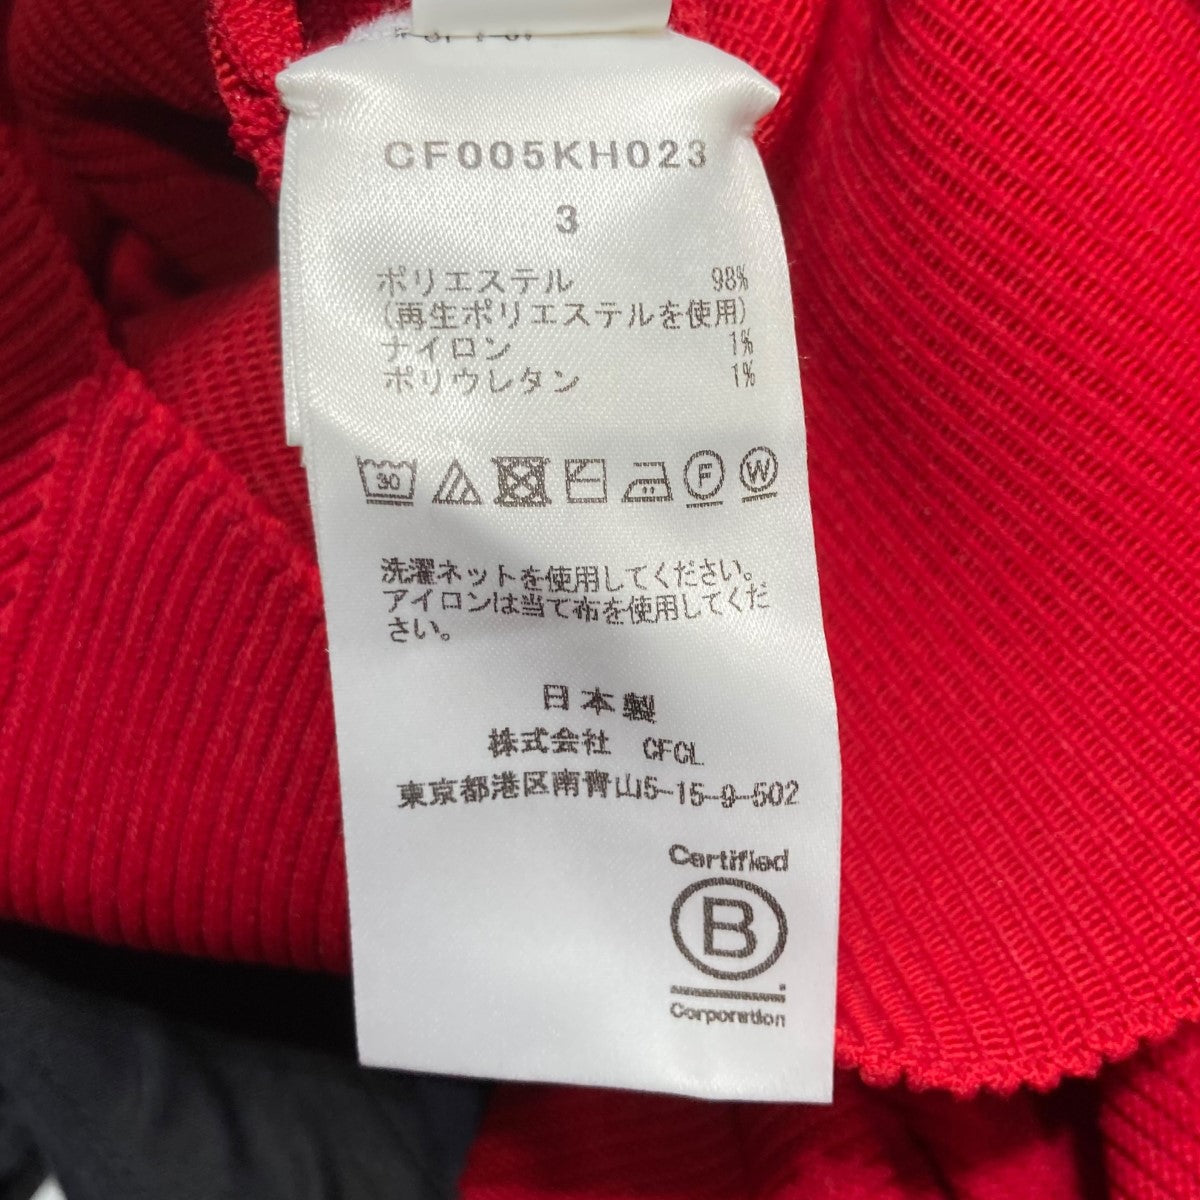 CF005KH023
3
ポリエステル 98%
(再生ポリエステルを使用)
ナイロン 1%
ポリウレタン 1%
30 F W
洗濯ネットを使用してください。
アイロンは当て布を使用してくだ
さい。
日本製
株式会社 CFCL
東京都港区南青山5-15-9-502
Certified
B
Corporation